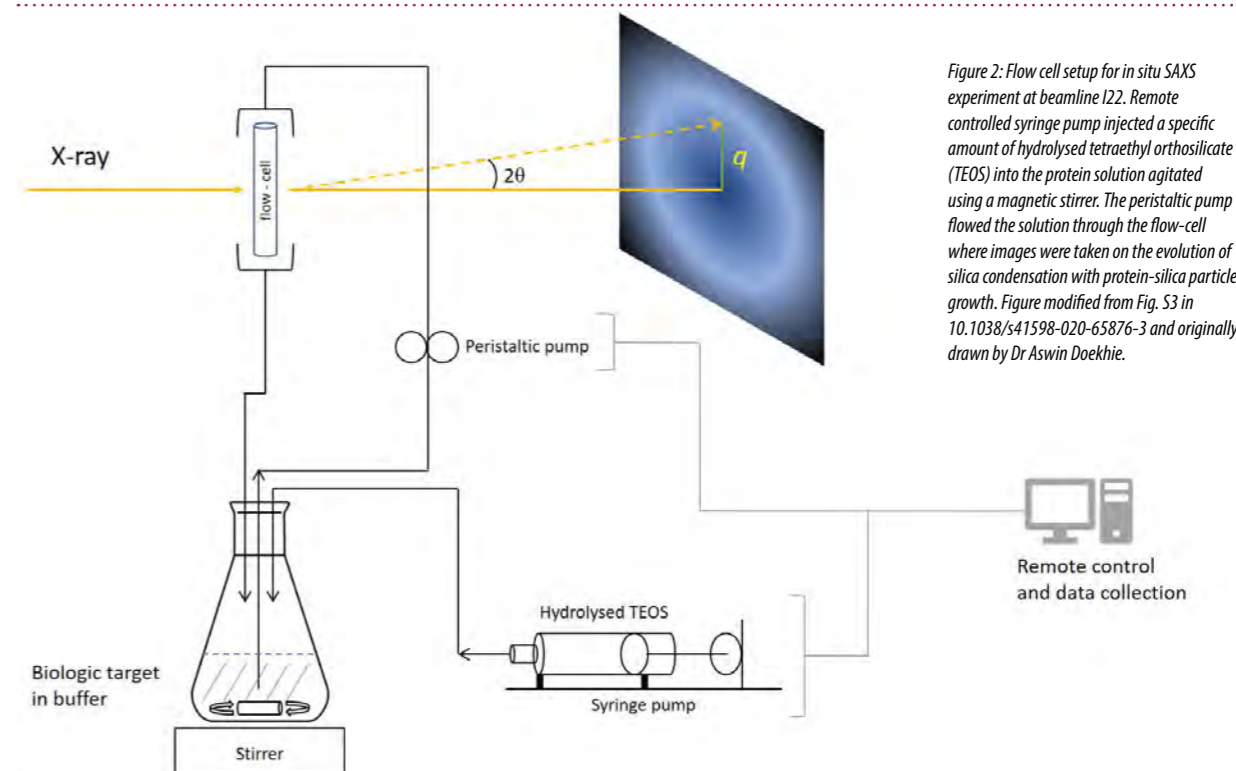 X-ray
flow - cell
2θ
q
Figure 2: Flow cell setup for in situ SAXS
experiment at beamline I22. Remote
controlled syringe pump injected a specific
amount of hydrolysed tetraethyl orthosilicate
(TEOS) into the protein solution agitated
using a magnetic stirrer. The peristaltic pump
flowed the solution through the flow-cell
where images were taken on the evolution of
silica condensation with protein-silica particle
growth. Figure modified from Fig. S3 in
10.1038/s41598-020-65876-3 and originally
drawn by Dr Aswin Doekhie.
Peristaltic pump
Remote control
and data collection
Hydrolysed TEOS
Syringe pump
Biologic target
in buffer
Stirrer